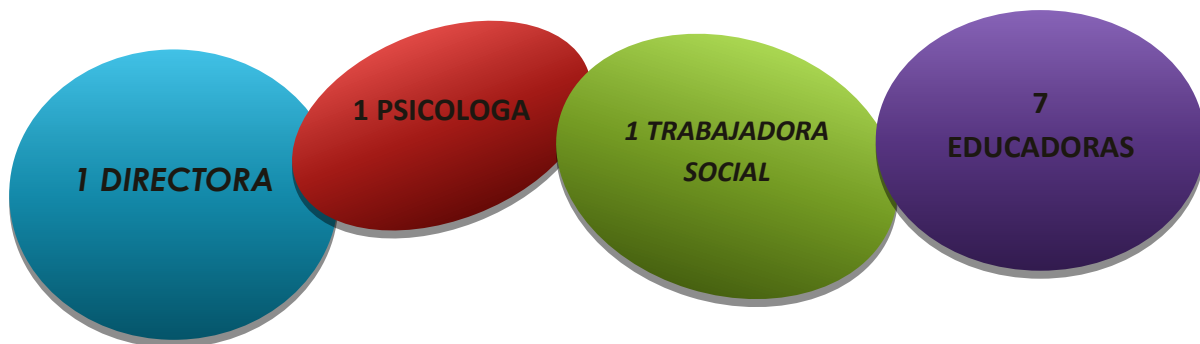 1 DIRECTORA
1 PSICOLOGA
1 TRABAJADORA
SOCIAL
7
EDUCADORAS